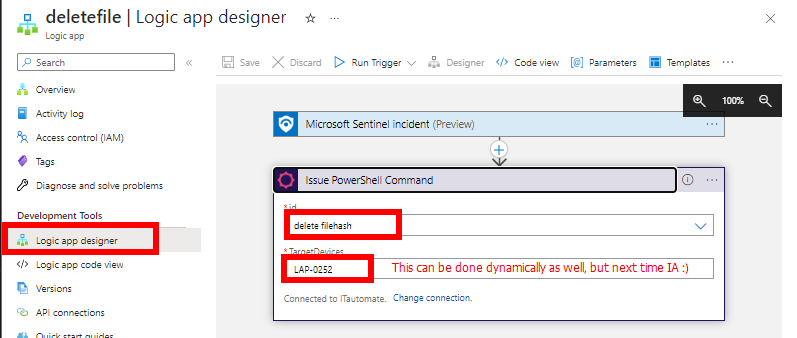 deletefile | Logic app designer
Logic app
Search
Save
Discard
Run Trigger
Designer
Code view
Parameters
Templates
Overview
Activity log
Access control (IAM)
Tags
Diagnose and solve problems
Development Tools
Logic app designer
Logic app code view
Versions
API connections
Quick start guides
100%
Microsoft Sentinel incident (Preview)
Issue PowerShell Command
* id
delete filehash
* TargetDevices
LAP-0252 This can be done dynamically as well, but next time IA :)
Connected to ITautomate. Change connection.